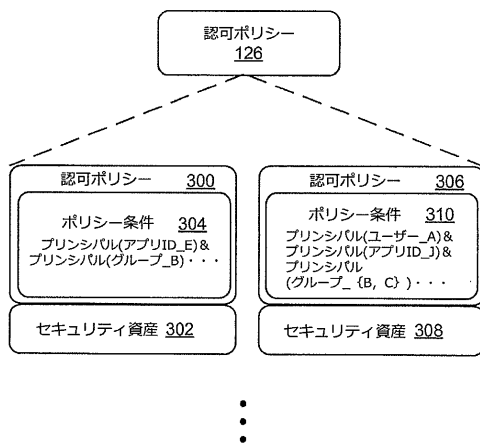 認可ポリシー
126
認可ポリシー 300
ポリシー条件 304
プリンシパル(アプリID_E)&
プリンシパル(グループ_B)・・・
セキュリティ資産 302
認可ポリシー 306
ポリシー条件 310
プリンシパル(ユーザー_A)&
プリンシパル(アプリID_J)&
プリンシパル
(グループ_{B, C})・・・
セキュリティ資産 308